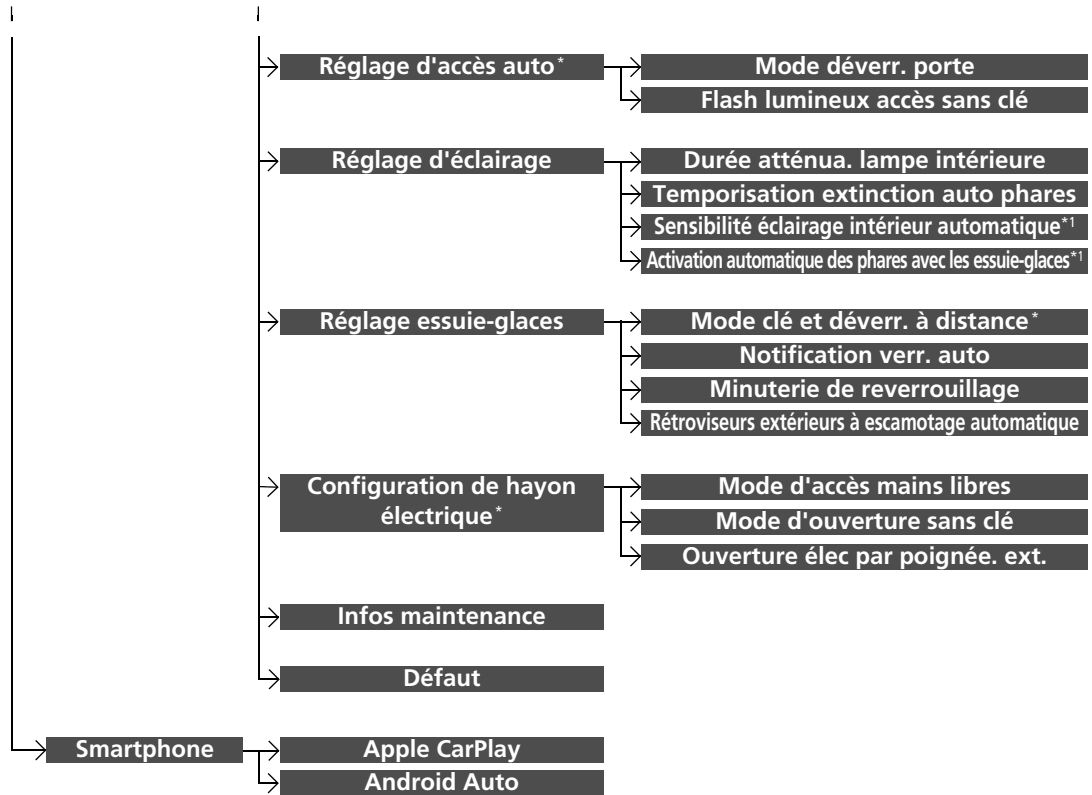 Réglage d'accès auto*
Mode déverr. porte
Flash lumineux accès sans clé
Réglage d'éclairage
Durée atténua. lampe intérieure
Temporisation extinction auto phares
Sensibilité éclairage intérieur automatique*1
Activation automatique des phares avec les essuie-glaces*1
Réglage essuie-glaces
Mode clé et déverr. à distance*
Notification verr. auto
Minuterie de reverrouillage
Rétroviseurs extérieurs à escamotage automatique
Configuration de hayon
électrique*
Mode d'accès mains libres
Mode d'ouverture sans clé
Ouverture élec par poignée. ext.
Infos maintenance
Défaut
Smartphone
Apple CarPlay
Android Auto